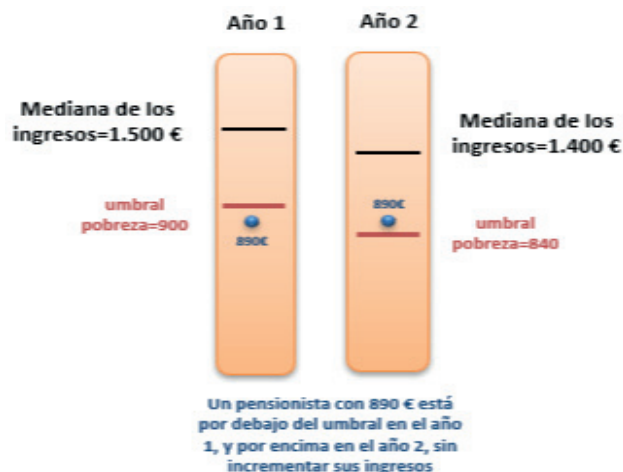 Año 1
Año 2
Mediana de los
ingresos=1.500 €
Mediana de los
ingresos=1.400 €
umbral
pobreza=900
890€
890€
umbral
pobreza=840
Un pensionista con 890 € está
por debajo del umbral en el año
1, y por encima en el año 2, sin
incrementar sus ingresos